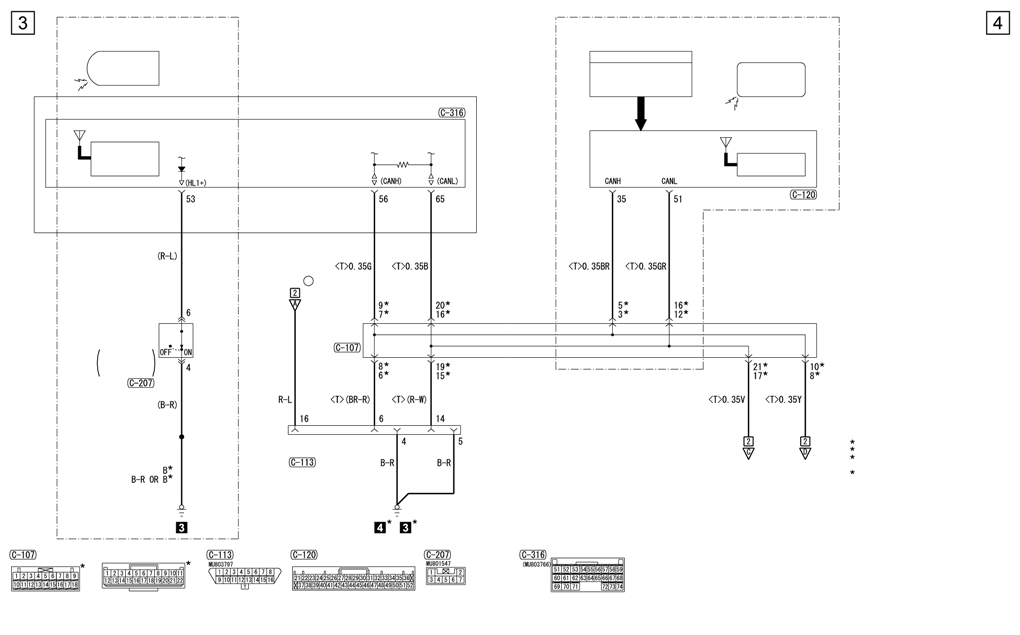 3
4
C-316
(HL1+)
(CANH)
(CANL)
CANH
CANL
C-120
53
56
65
35
51
(R-L)
<T>0.35G
<T>0.35B
<T>0.35BR
<T>0.35GR
2
A
9*
7*
20*
16*
5*
3*
16*
12*
6
OFF
ON
C-107
4
C-207
8*
6*
19*
15*
21*
17*
10*
8*
(B-R)
R-L
<T>(BR-R)
<T>(R-W)
<T>0.35V
<T>0.35Y
16
6
14
4
5
C-113
B-R
B-R
2
C
2
D
*
*
*
*
B*
B-R OR B*
3
4*
3*
C-107
*
*
C-113
MU803797
C-120
C-207
MU801547
C-316
(MU803766)
1 2 3 4 5 6 7 8 9
10 11 12 13 14 15 16 17 18
1 2 3 4 5 6 7 8 9 10 11
12 13 14 15 16 17 18 19 20 21 22
1 2 3 4 5 6 7 8
9 10 11 12 13 14 15 16
21 22 23 24 25 26 27 28 29 30 31 32 33 34 35 36 X
X 37 38 39 40 41 42 43 44 45 46 47 48 49 50 51 52
1 2
3 4 5 6 7
51 52 53 54 55 56 57 58 59
60 61 62 63 64 65 66 67 68
69 70 71 72 73 74